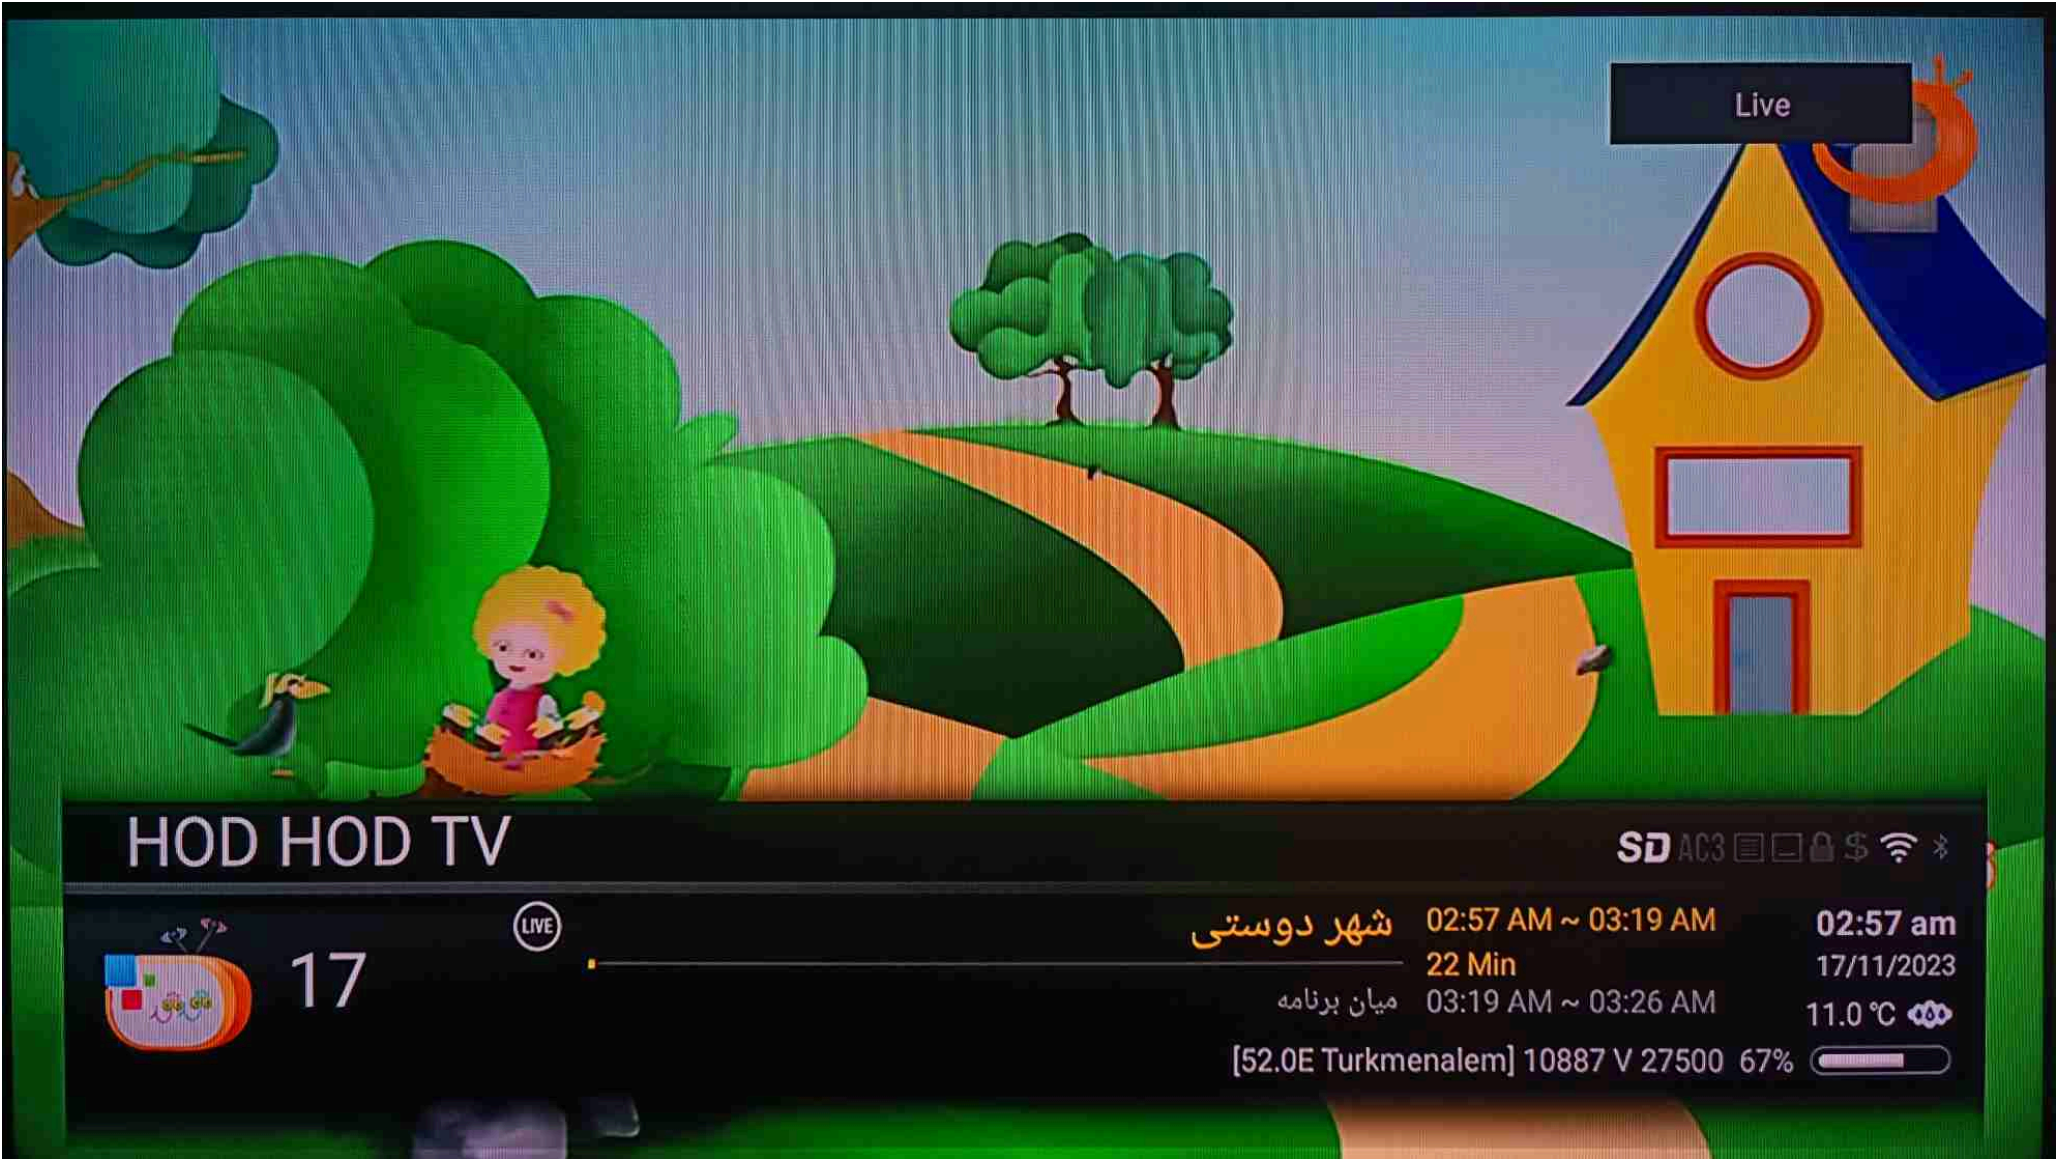 Live
HOD HOD TV
SD AC3 $
LIVE
شهر دوستی 02:57 AM ~ 03:19 AM 02:57 am
17
22 Min 17/11/2023
میان برنامه 03:19 AM ~ 03:26 AM
11.0 °C
[52.0E Turkmenalem] 10887 V 27500 67%